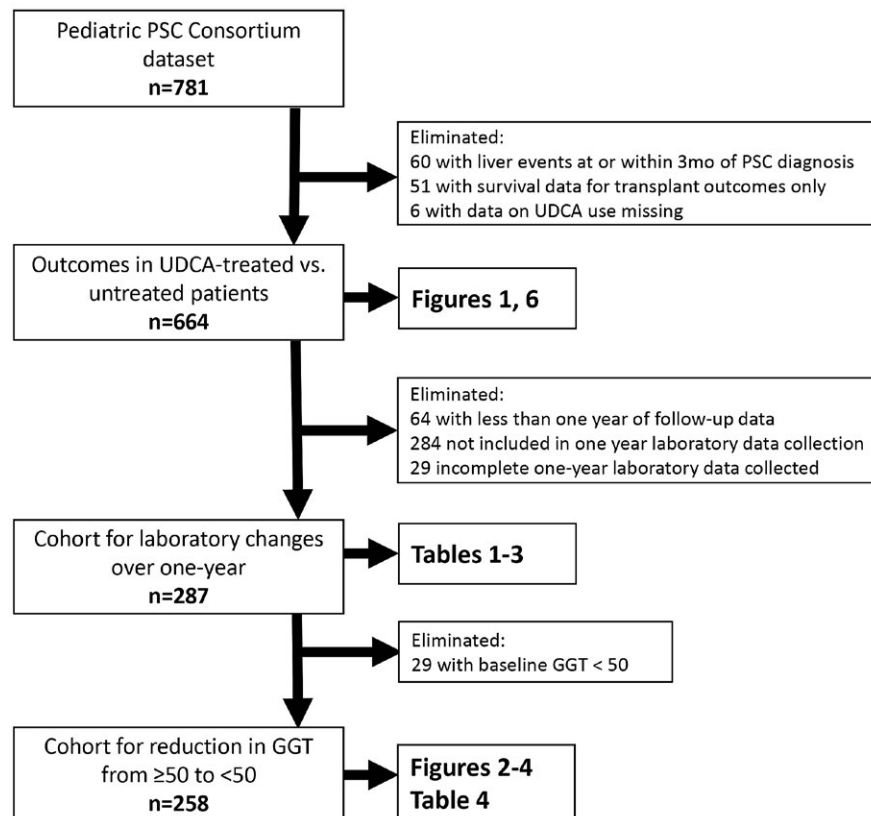 Pediatric PSC Consortium
dataset
n=781
Eliminated:
60 with liver events at or within 3mo of PSC diagnosis
51 with survival data for transplant outcomes only
6 with data on UDCA use missing
Outcomes in UDCA-treated vs.
untreated patients
n=664
Figures 1, 6
Eliminated:
64 with less than one year of follow-up data
284 not included in one year laboratory data collection
29 incomplete one-year laboratory data collected
Cohort for laboratory changes
over one-year
n=287
Tables 1-3
Eliminated:
29 with baseline GGT < 50
Cohort for reduction in GGT
from ≥50 to <50
n=258
Figures 2-4
Table 4